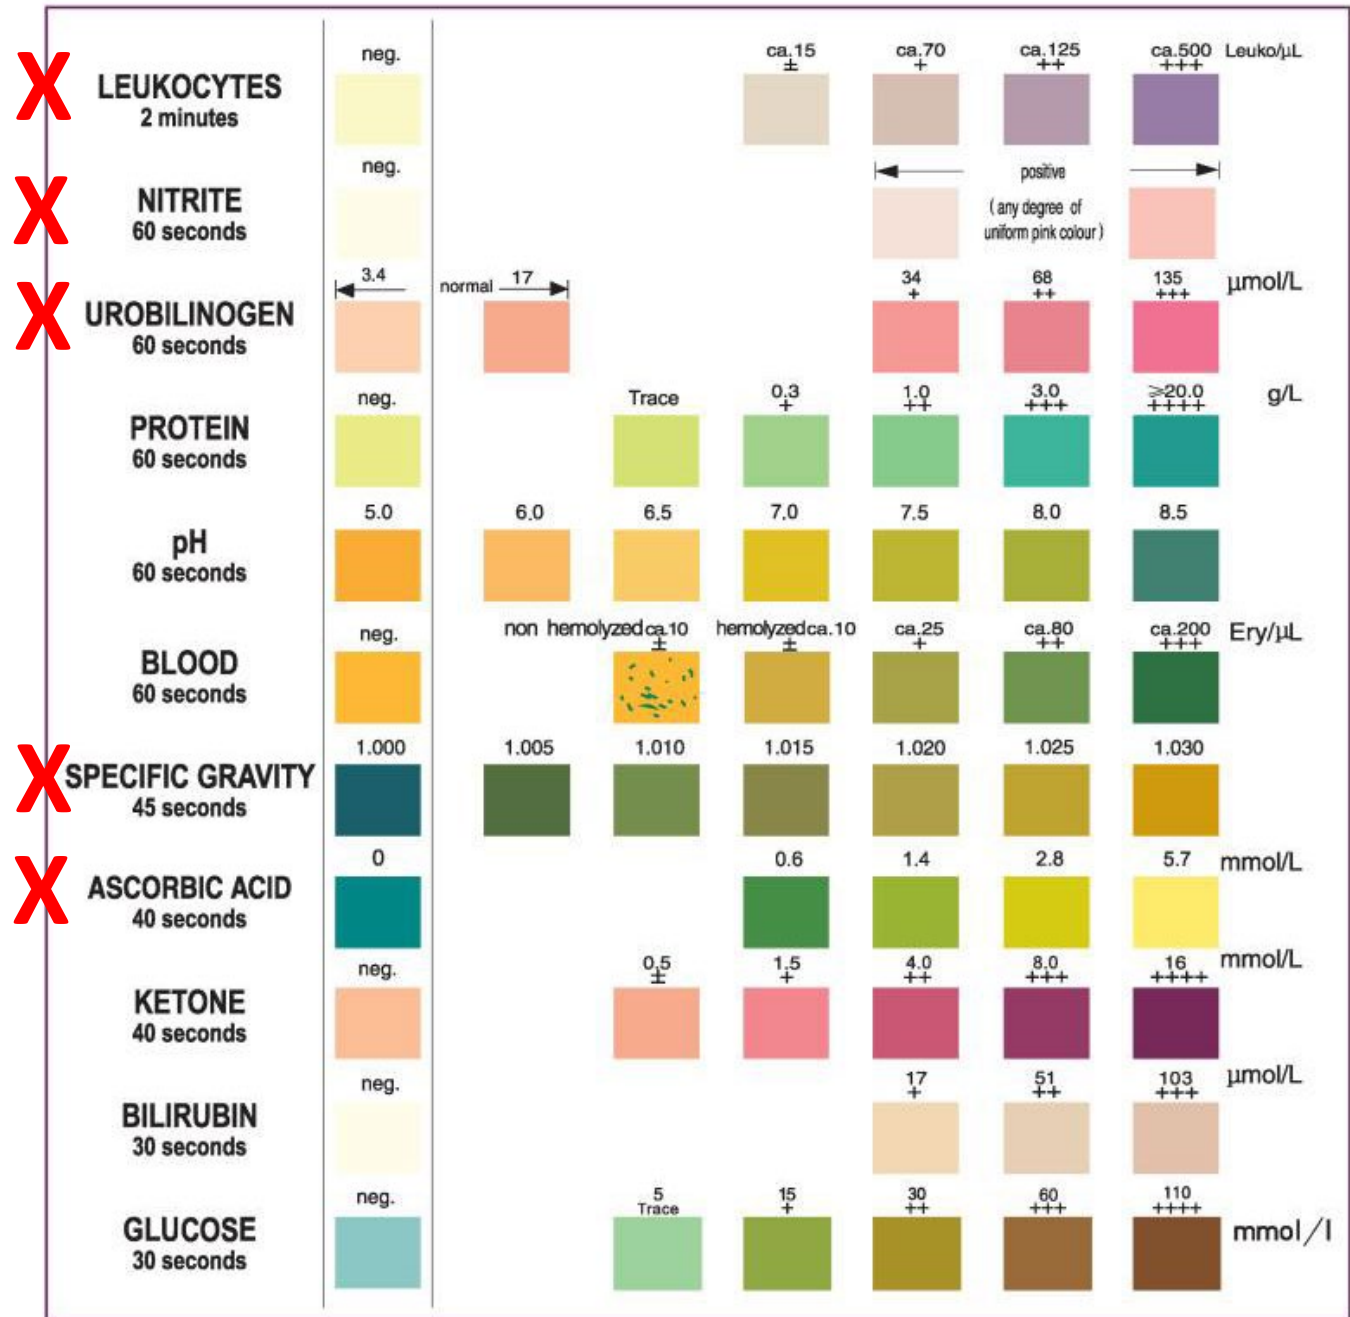 neg. ca.15 ca.70 ca.125 ca.500 Leuko/µL
± + ++ +++
X LEUKOCYTES
2 minutes
neg. positive
X NITRITE (any degree of
60 seconds uniform pink colour)
3.4 normal 17 34 68 135 µmol/L
+ ++ +++
X UROBILINOGEN
60 seconds
neg. Trace 0.3 1.0 3.0 ≥20.0 g/L
+ ++ +++ ++++
PROTEIN
60 seconds
5.0 6.0 6.5 7.0 7.5 8.0 8.5
pH
60 seconds
neg. non hemolyzed ca.10 hemolyzed ca.10 ca.25 ca.80 ca.200 Ery/µL
± ± + ++ +++
BLOOD
60 seconds
1.000 1.005 1.010 1.015 1.020 1.025 1.030
X SPECIFIC GRAVITY
45 seconds
0 0.6 1.4 2.8 5.7 mmol/L
X ASCORBIC ACID
40 seconds
neg. 0.5 1.5 4.0 8.0 16 mmol/L
± + ++ +++ ++++
KETONE
40 seconds
neg. 17 51 103 µmol/L
+ ++ +++
BILIRUBIN
30 seconds
neg. 5 15 30 60 110
Trace + ++ +++ ++++
GLUCOSE mmol/l
30 seconds